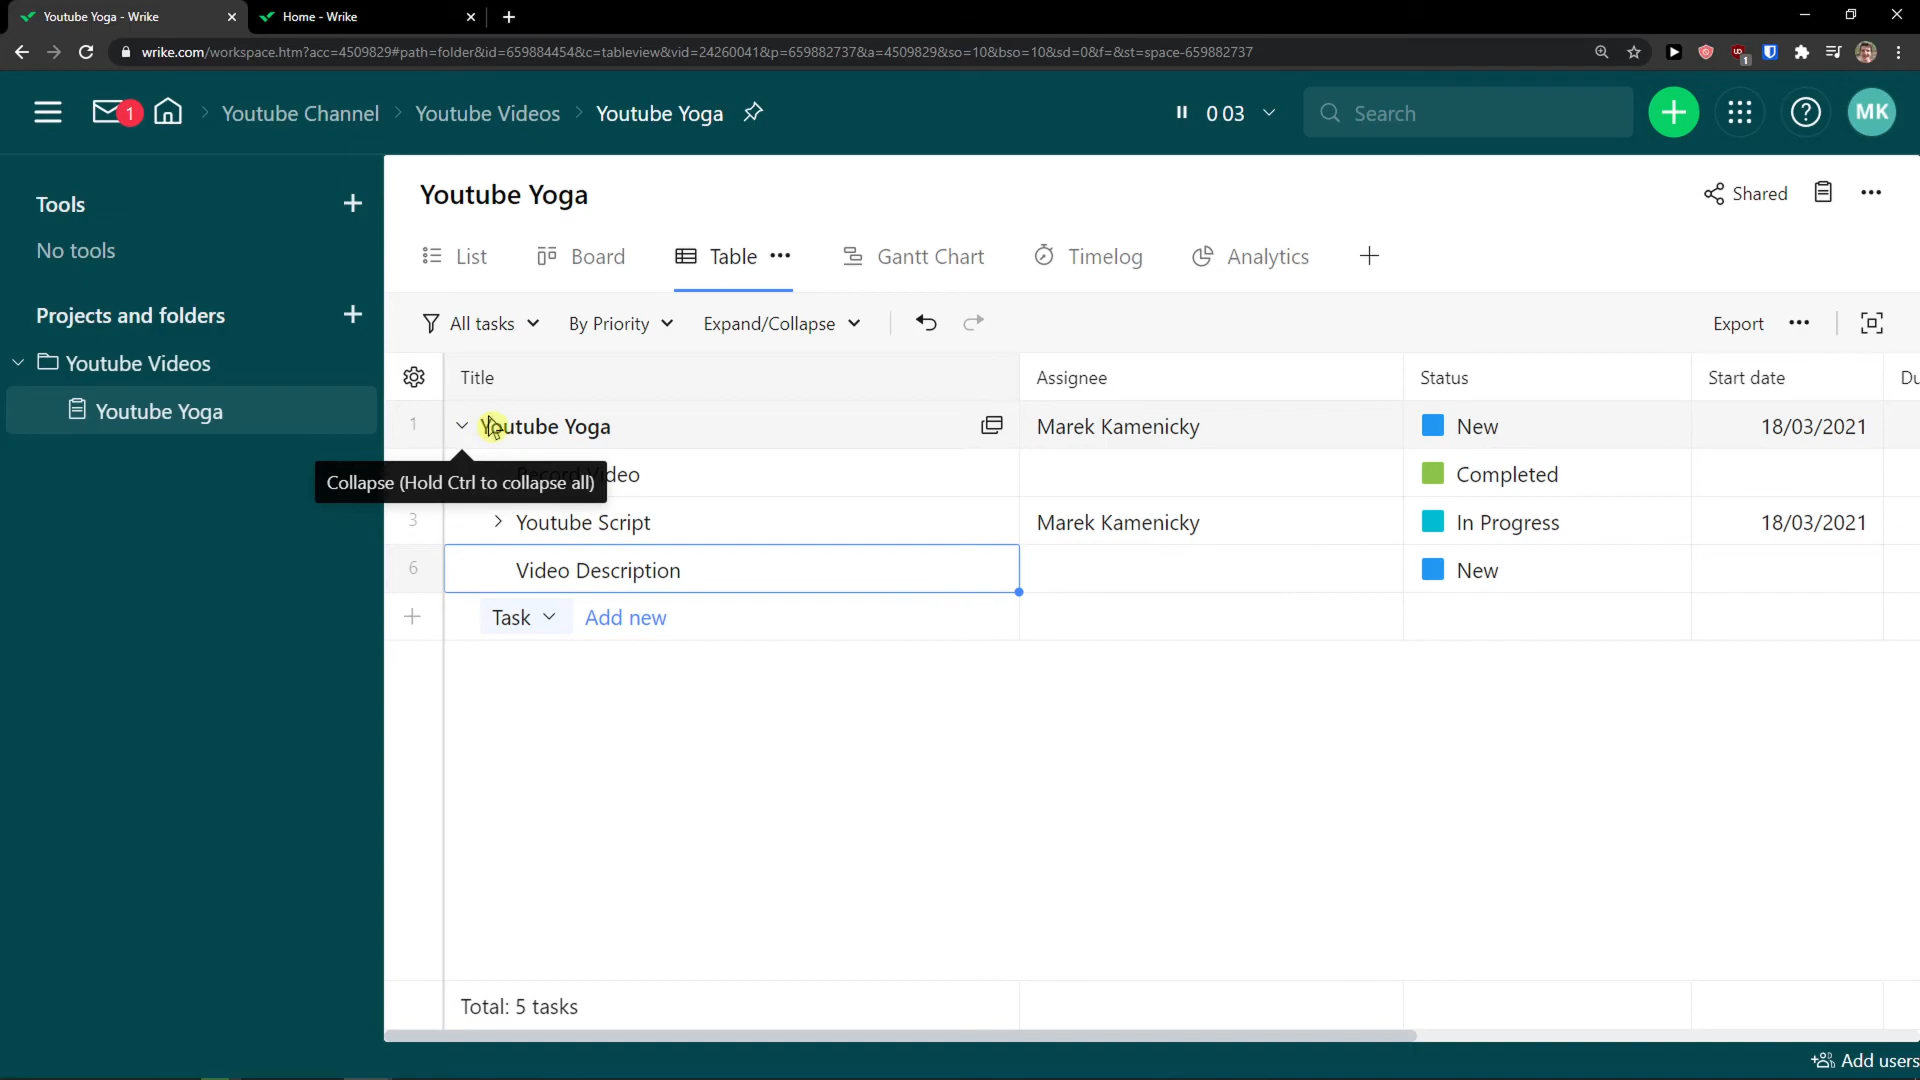 Youtube Yoga - Wrike
Home - Wrike
wrike.com/workspace.htm?acc=4509829#path=folder&id=659884454&c=tableview&vid=24260041&p=659882737&a=4509829&so=10&bso=10&sd=0&f=&st=space-659882737
1
1 Youtube Channel Youtube Videos Youtube Yoga 0 03 Search MK
Tools
No tools
Projects and folders
Youtube Videos
Youtube Yoga
Youtube Yoga
Shared
List Board Table Gantt Chart Timelog Analytics
All tasks By Priority Expand/Collapse Export
Title Assignee Status Start date Du
1 Youtube Yoga Marek Kamenicky New 18/03/2021
Video Completed
Collapse (Hold Ctrl to collapse all)
3 Youtube Script Marek Kamenicky In Progress 18/03/2021
6 Video Description New
Task Add new
Total: 5 tasks
Add users